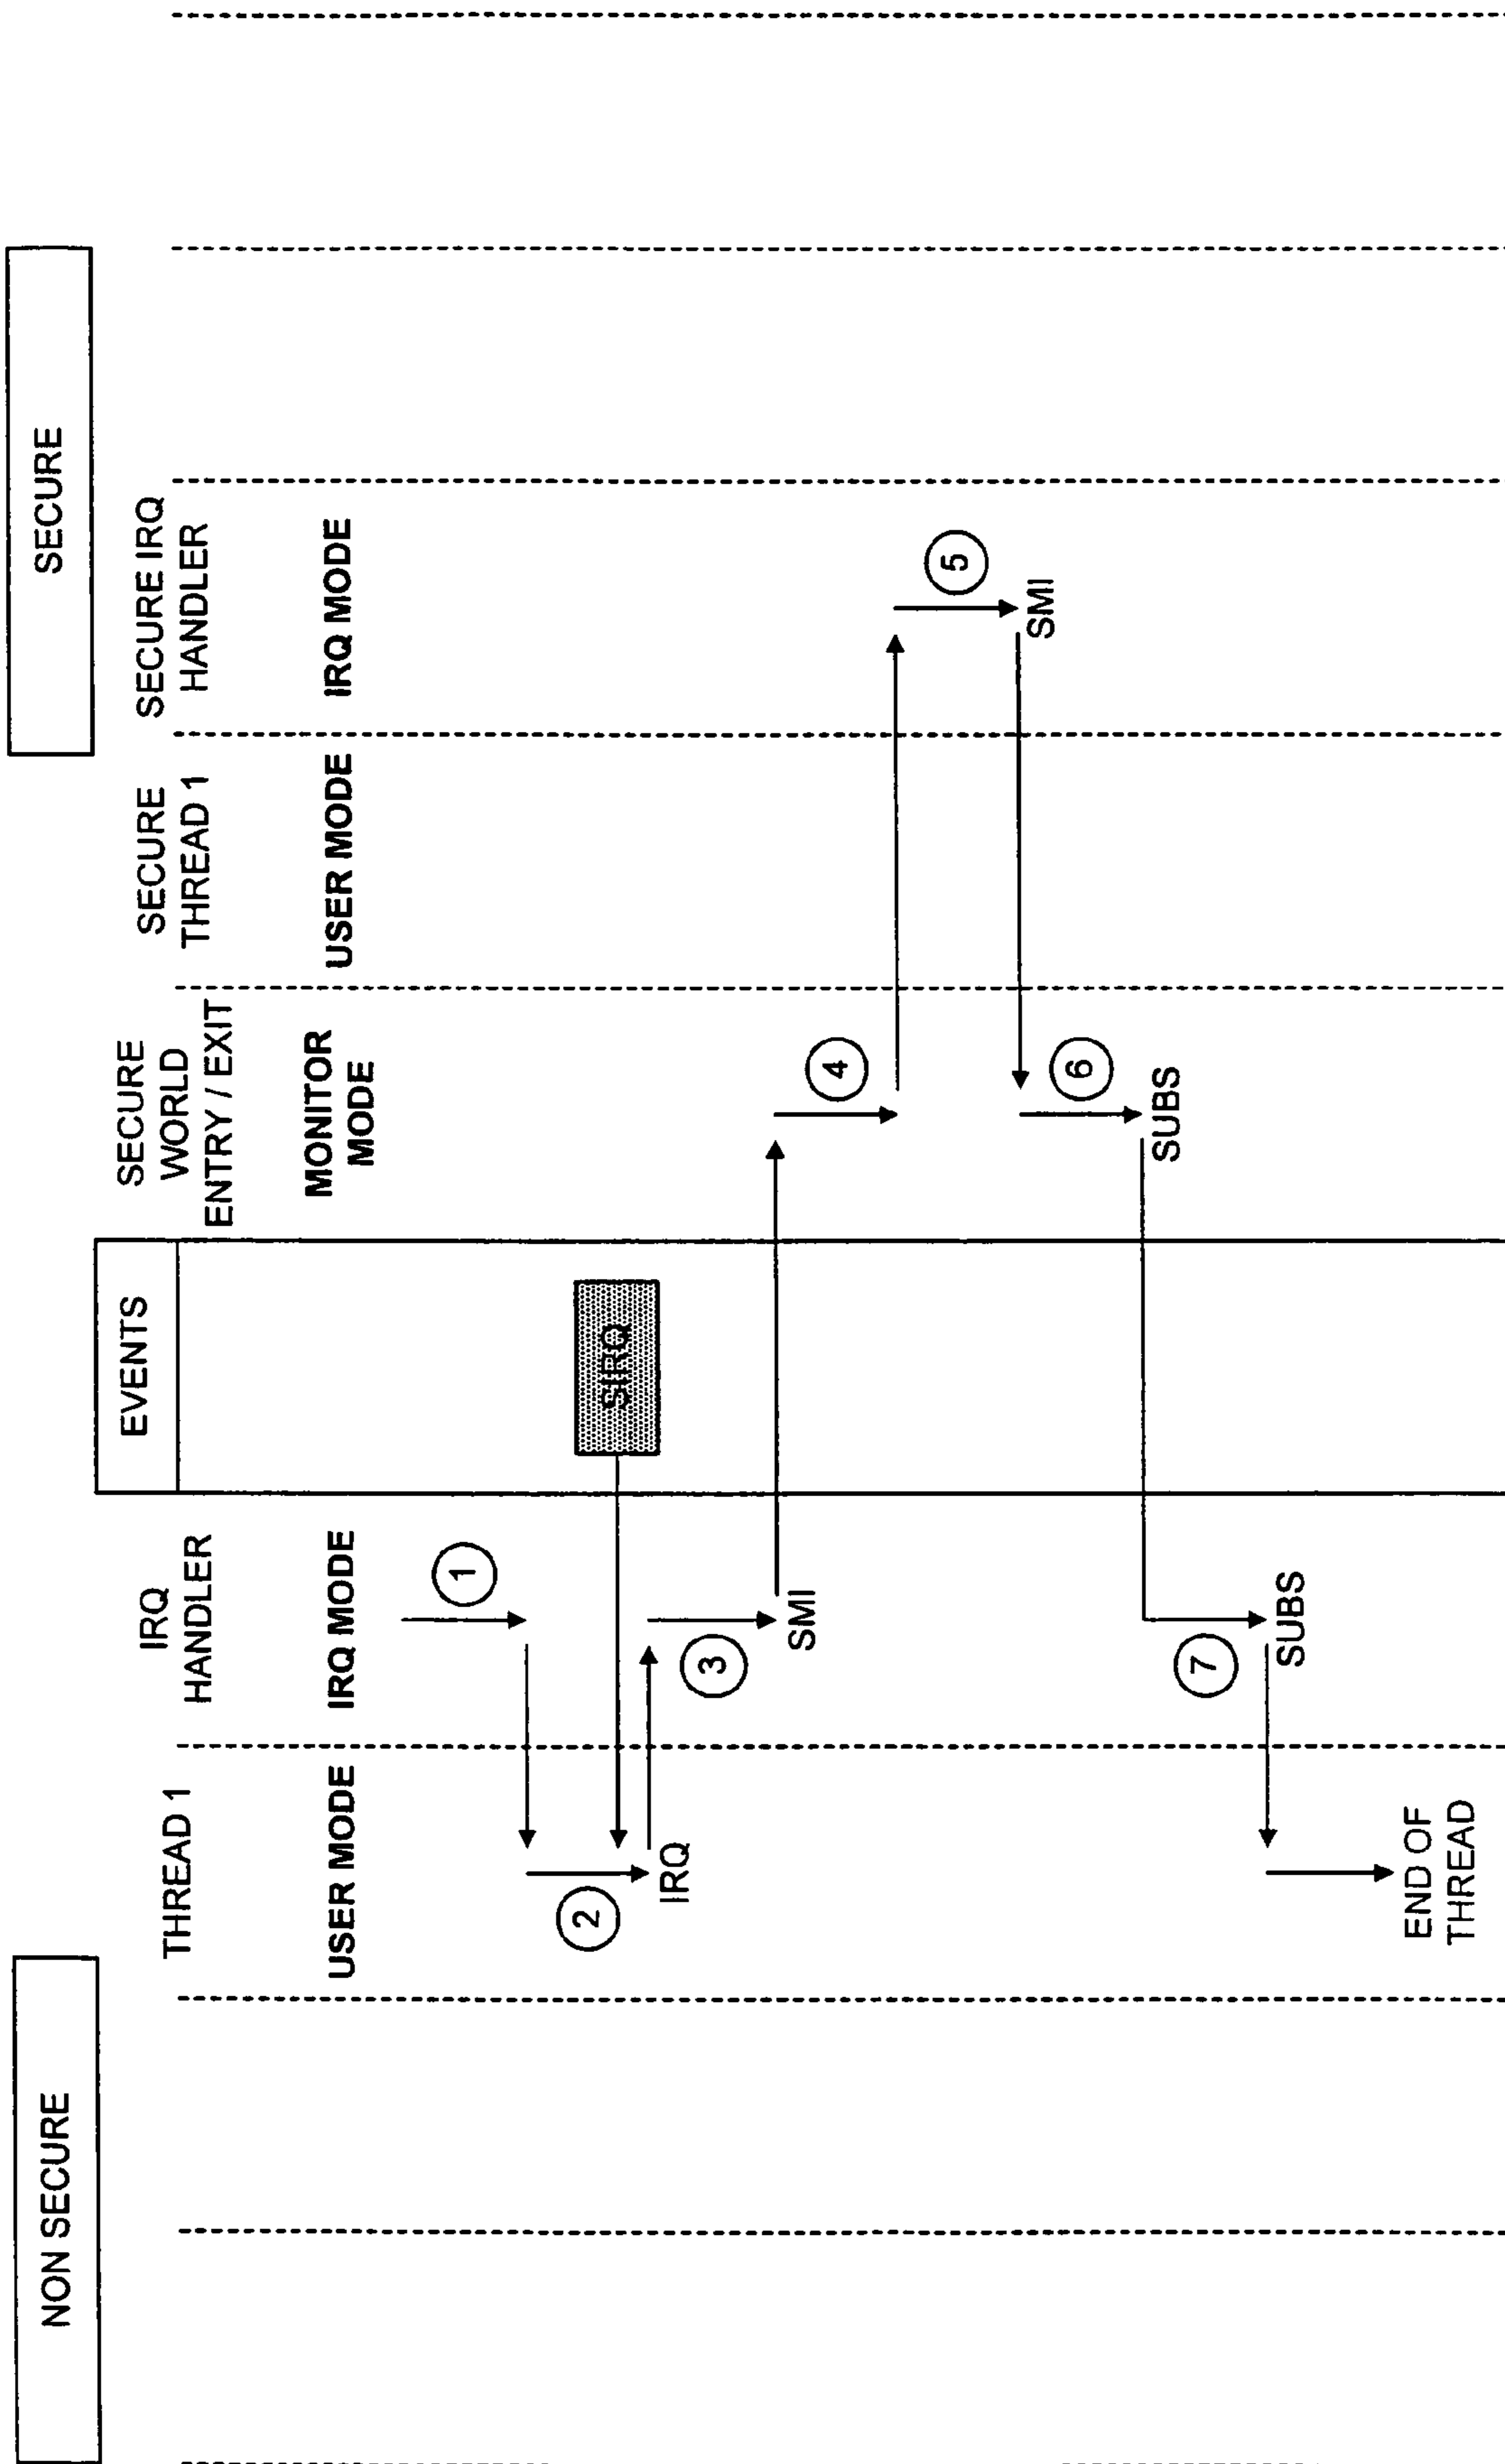 NON SECURE
SECURE
THREAD 1
IRQ
HANDLER
EVENTS
SECURE
WORLD
ENTRY / EXIT
SECURE
THREAD 1
SECURE IRQ
HANDLER
USER MODE
IRQ MODE
MONITOR
MODE
USER MODE
IRQ MODE
1
2
SIRQ
IRQ
3
SMI
4
5
SMI
6
SUBS
7
SUBS
END OF
THREAD